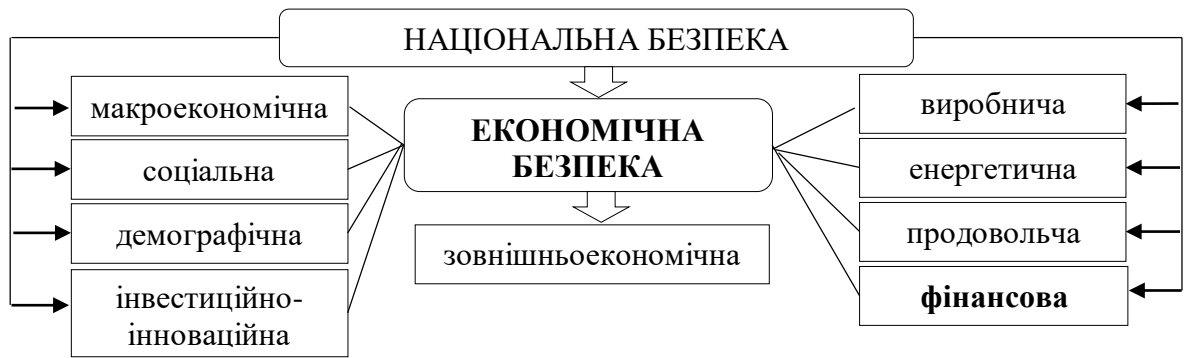 НАЦІОНАЛЬНА БЕЗПЕКА
макроекономічна
соціальна
демографічна
інвестиційно-
інноваційна
ЕКОНОМІЧНА
БЕЗПЕКА
зовнішньоекономічна
виробнича
енергетична
продовольча
фінансова